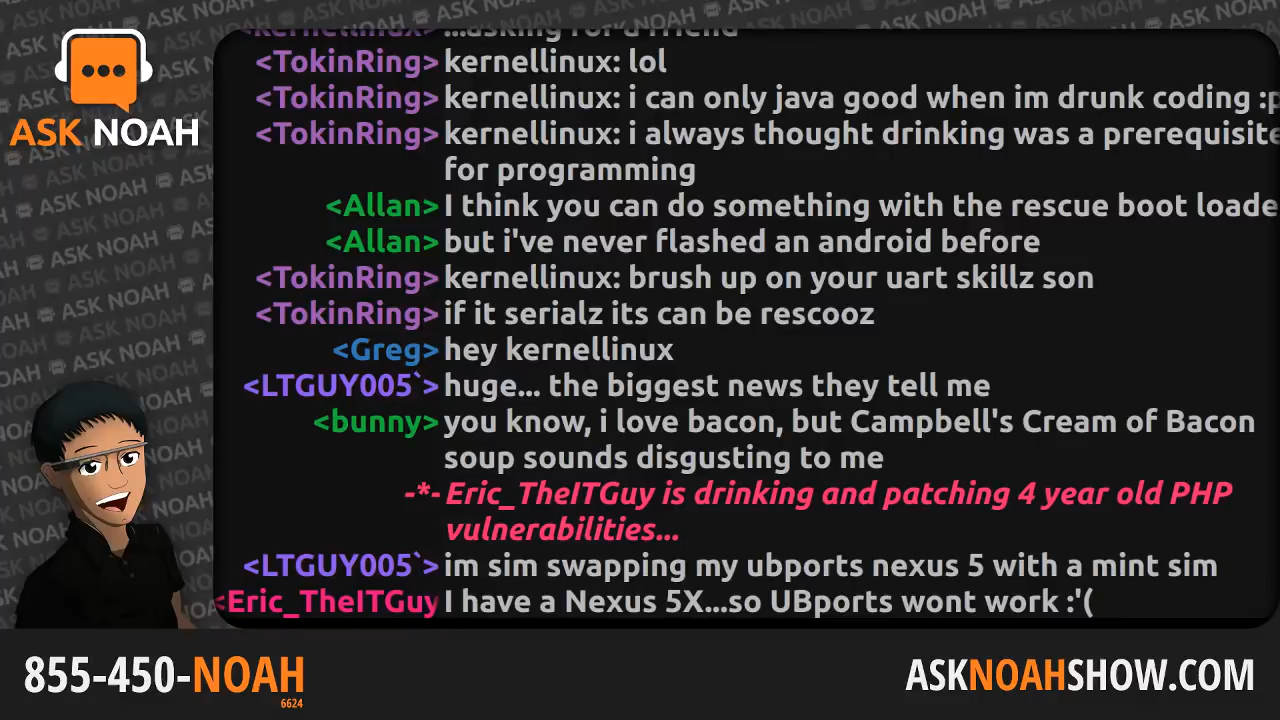 ASK NOAH
<kernellinux> ...asking for a friend
<TokinRing> kernellinux: lol
<TokinRing> kernellinux: i can only java good when im drunk coding :p
<TokinRing> kernellinux: i always thought drinking was a prerequisite
for programming
<Allan> I think you can do something with the rescue boot loade
<Allan> but i've never flashed an android before
<TokinRing> kernellinux: brush up on your uart skillz son
<TokinRing> if it serialz its can be rescooz
<Greg> hey kernellinux
<LTGUY005`> huge... the biggest news they tell me
<bunny> you know, i love bacon, but Campbell's Cream of Bacon
soup sounds disgusting to me
-*- Eric_TheITGuy is drinking and patching 4 year old PHP
vulnerabilities...
<LTGUY005`> im sim swapping my ubports nexus 5 with a mint sim
<Eric_TheITGuy I have a Nexus 5X...so UBports wont work :'(
855-450-NOAH
6624
ASKNOAHSHOW.COM